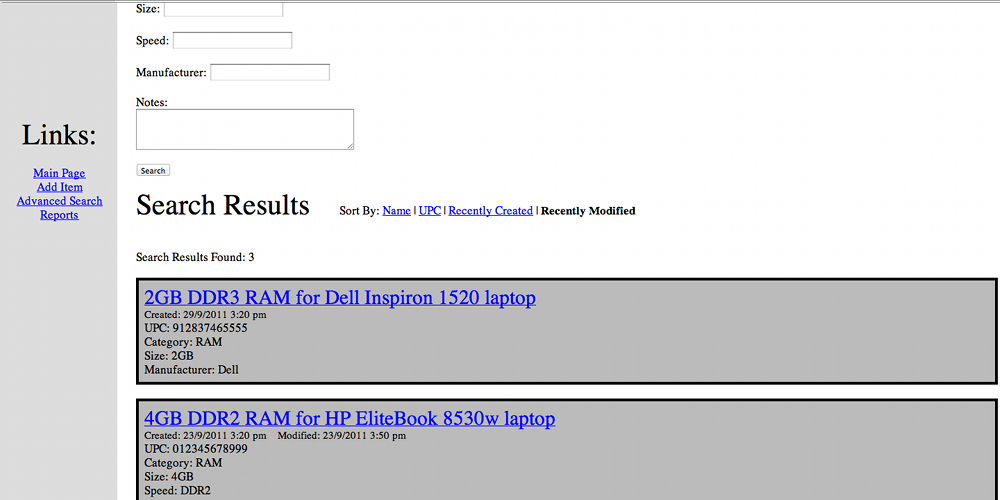 Links:
Main Page
Add Item
Advanced Search
Reports
Size:
Speed:
Manufacturer:
Notes:
Search
Search Results
Sort By: Name | UPC | Recently Created | Recently Modified
Search Results Found: 3
2GB DDR3 RAM for Dell Inspiron 1520 laptop
Created: 29/9/2011 3:20 pm
UPC: 912837465555
Category: RAM
Size: 2GB
Manufacturer: Dell
4GB DDR2 RAM for HP EliteBook 8530w laptop
Created: 23/9/2011 3:20 pm Modified: 23/9/2011 3:50 pm
UPC: 012345678999
Category: RAM
Size: 4GB
Speed: DDR2